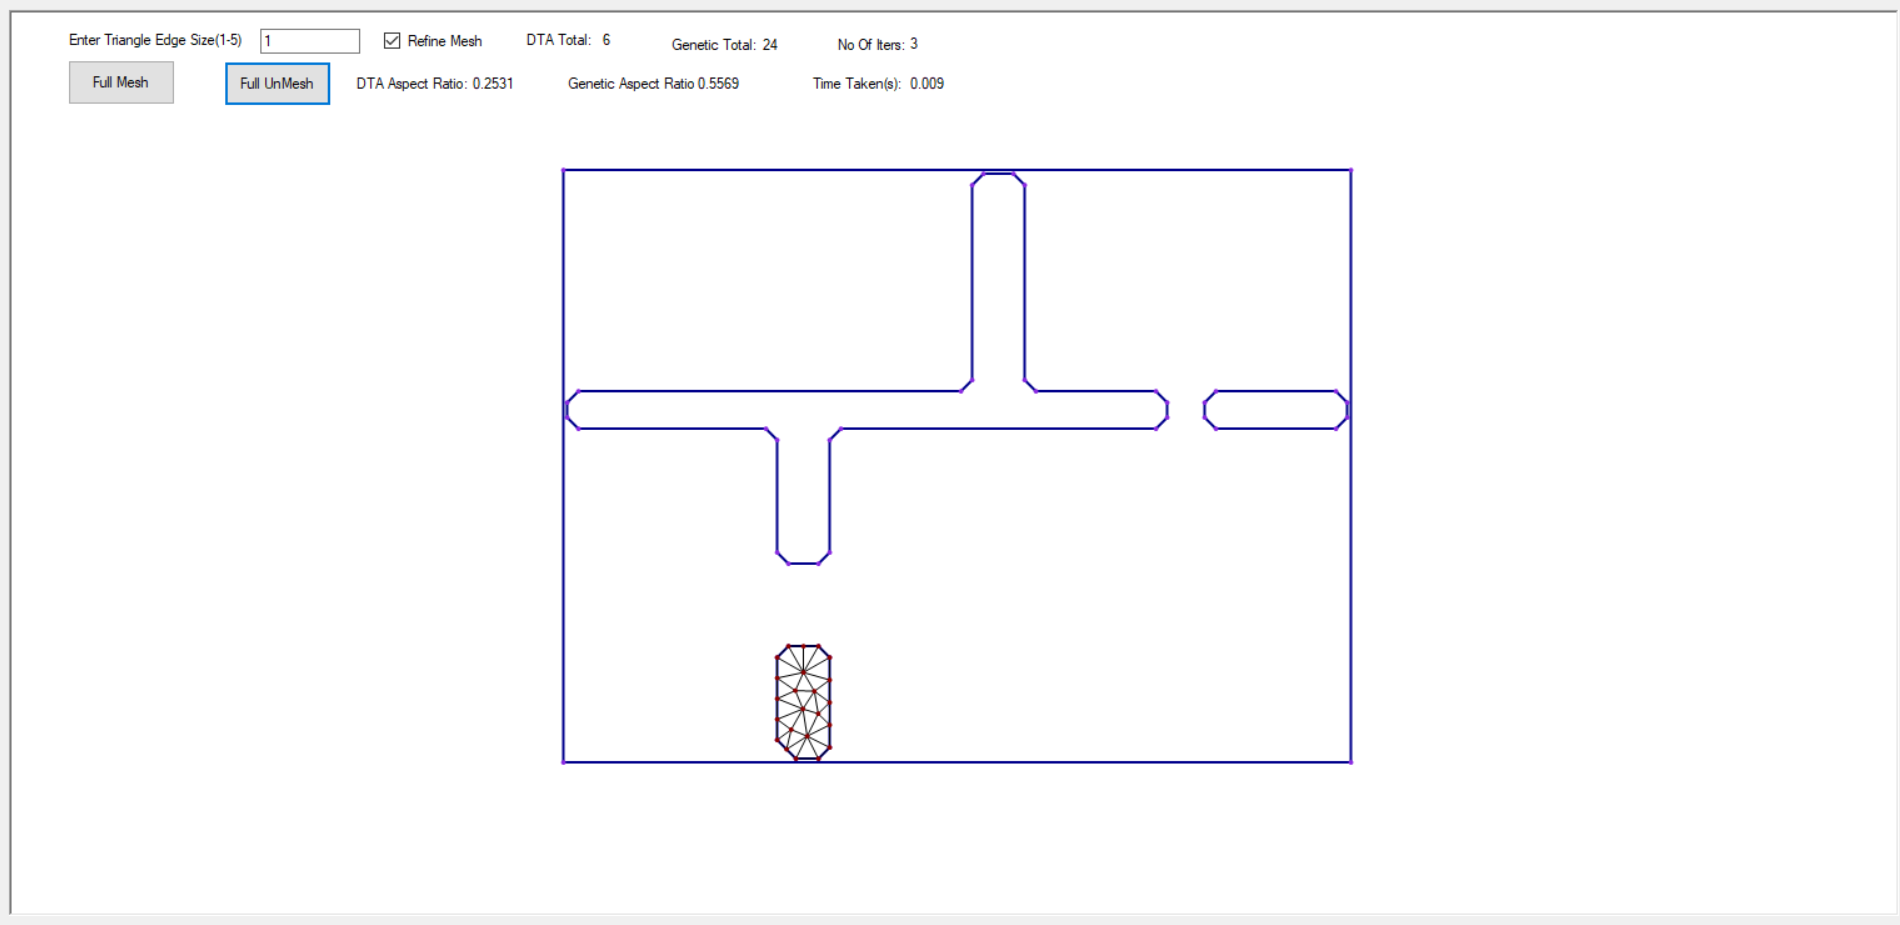 Enter Triangle Edge Size(1-5) 1 Refine Mesh DTA Total: 6 Genetic Total: 24 No Of Iters: 3
Full Mesh Full UnMesh DTA Aspect Ratio: 0.2531 Genetic Aspect Ratio 0.5569 Time Taken(s): 0.009